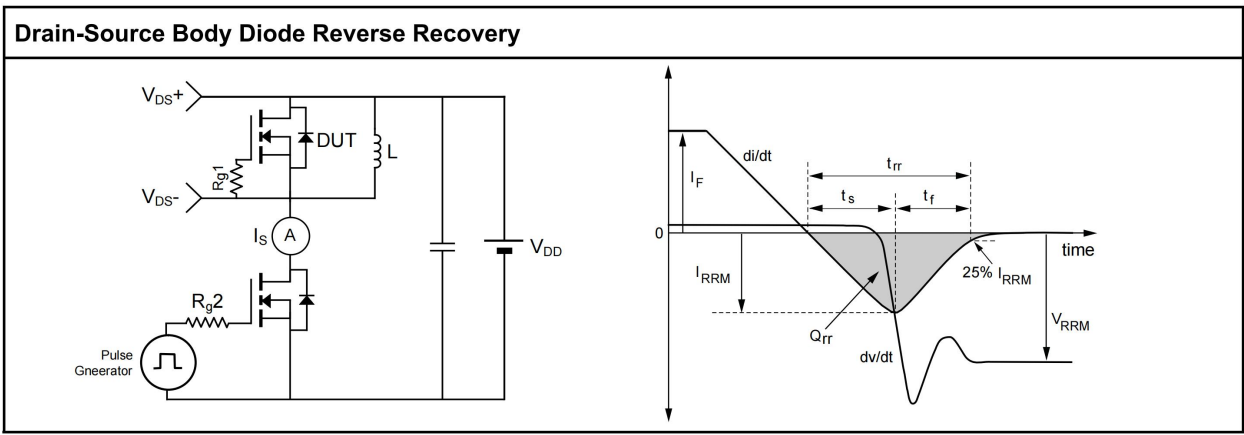 Drain-Source Body Diode Reverse Recovery
VDS+
DUT
L
Rg1
VDS-
IS
A
VDD
Rg2
Pulse
Gneerator
di/dt
trr
IF
ts
tf
0
time
IRRM
25% IRRM
VRRM
Qrr
dv/dt